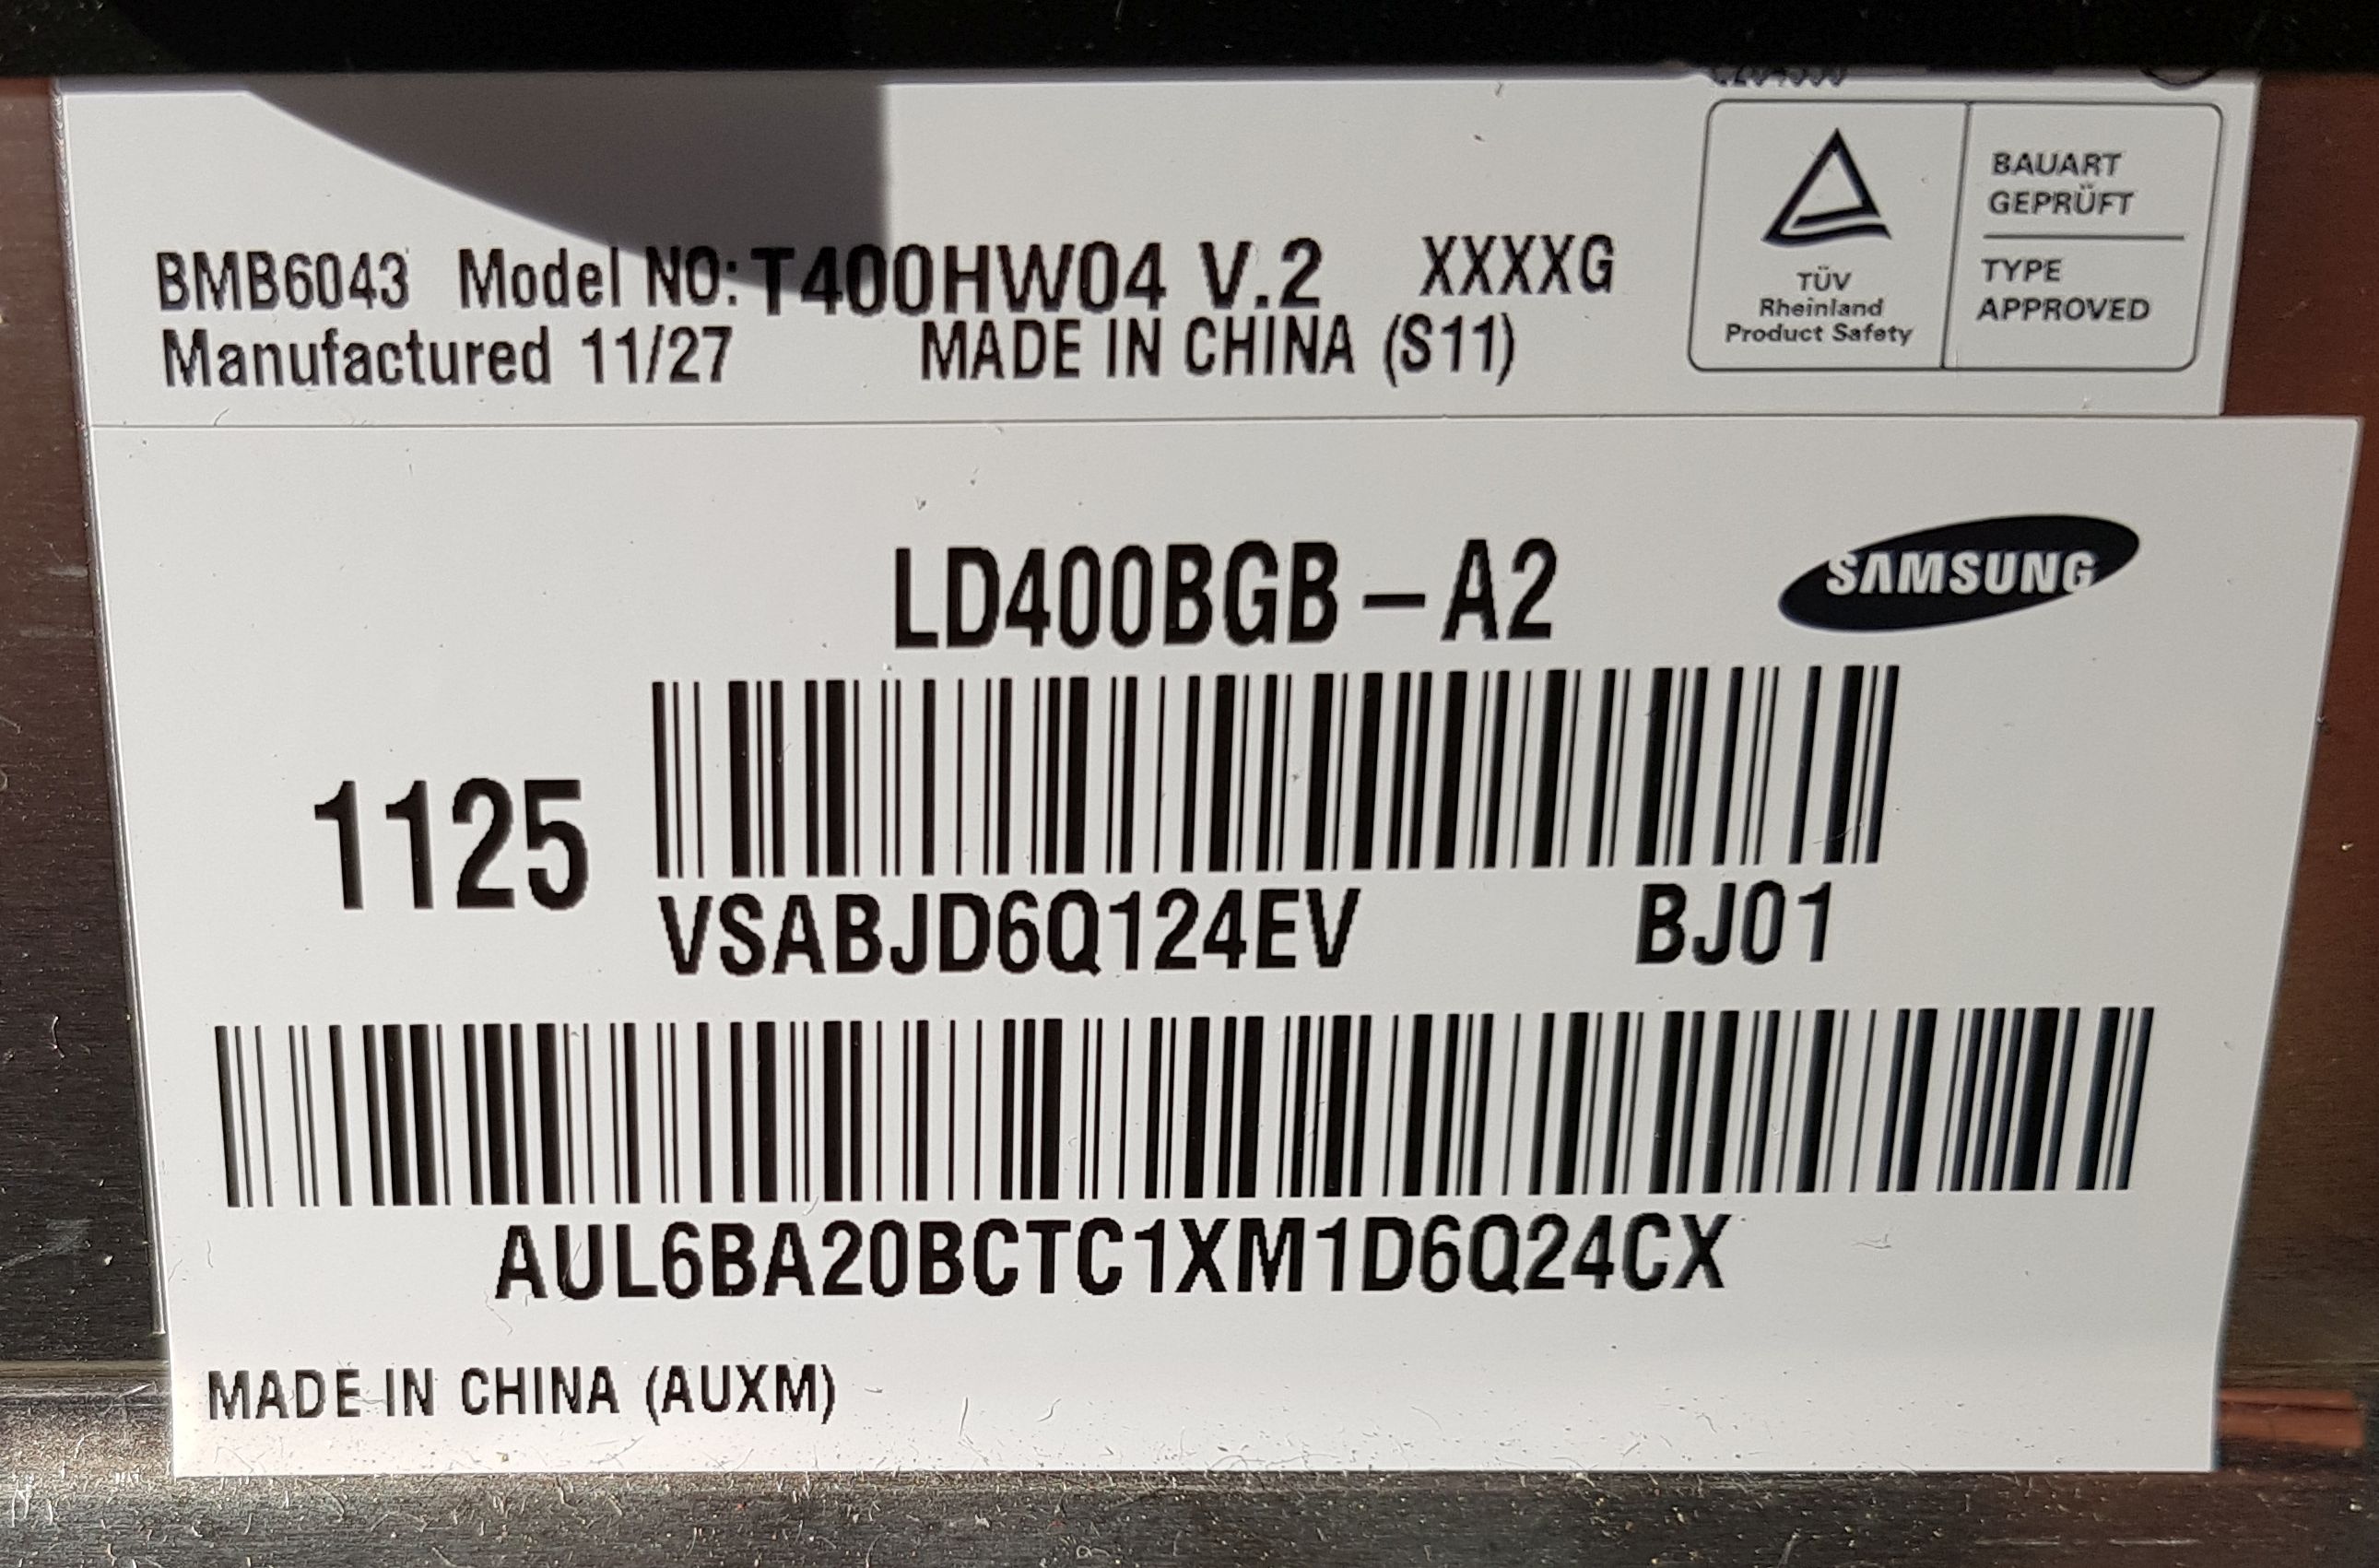 BAUART
GEPRÜFT
TÜV
Rheinland
Product Safety
TYPE
APPROVED
BMB6043 Model NO: T400HW04 V.2 XXXXG
Manufactured 11/27 MADE IN CHINA (S11)
LD400BGB-A2
SAMSUNG
1125
VSABJD6Q124EV BJ01
AUL6BA20BCTC1XM1D6Q24CX
MADE IN CHINA (AUXM)